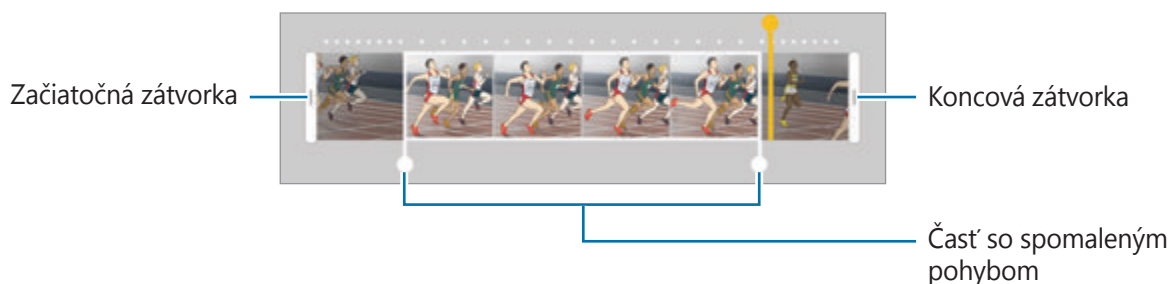 Začiatočná zátvorka
Koncová zátvorka
Časť so spomaleným
pohybom